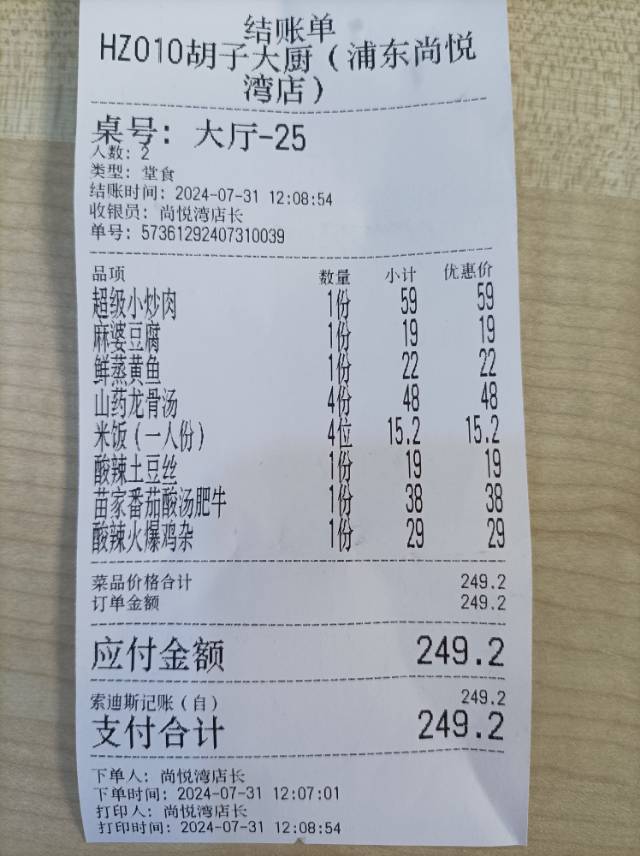 结账单
HZ010胡子大厨（浦东尚悦
湾店）
桌号: 大厅-25
人数: 2
类型: 堂食
结账时间: 2024-07-31 12:08:54
收银员: 尚悦湾店长
单号: 57361292407310039
品项 数量 小计 优惠价
超级小炒肉 1份 59 59
麻婆豆腐 1份 19 19
鲜蒸黄鱼 1份 22 22
山药龙骨汤 4份 48 48
米饭（一人份） 4位 15.2 15.2
酸辣土豆丝 1份 19 19
苗家番茄酸汤肥牛 1份 38 38
酸辣火爆鸡杂 1份 29 29
菜品价格合计 249.2
订单金额 249.2
应付金额 249.2
索迪斯记账（自） 249.2
支付合计 249.2
下单人: 尚悦湾店长
下单时间: 2024-07-31 12:07:01
打印人: 尚悦湾店长
打印时间: 2024-07-31 12:08:54